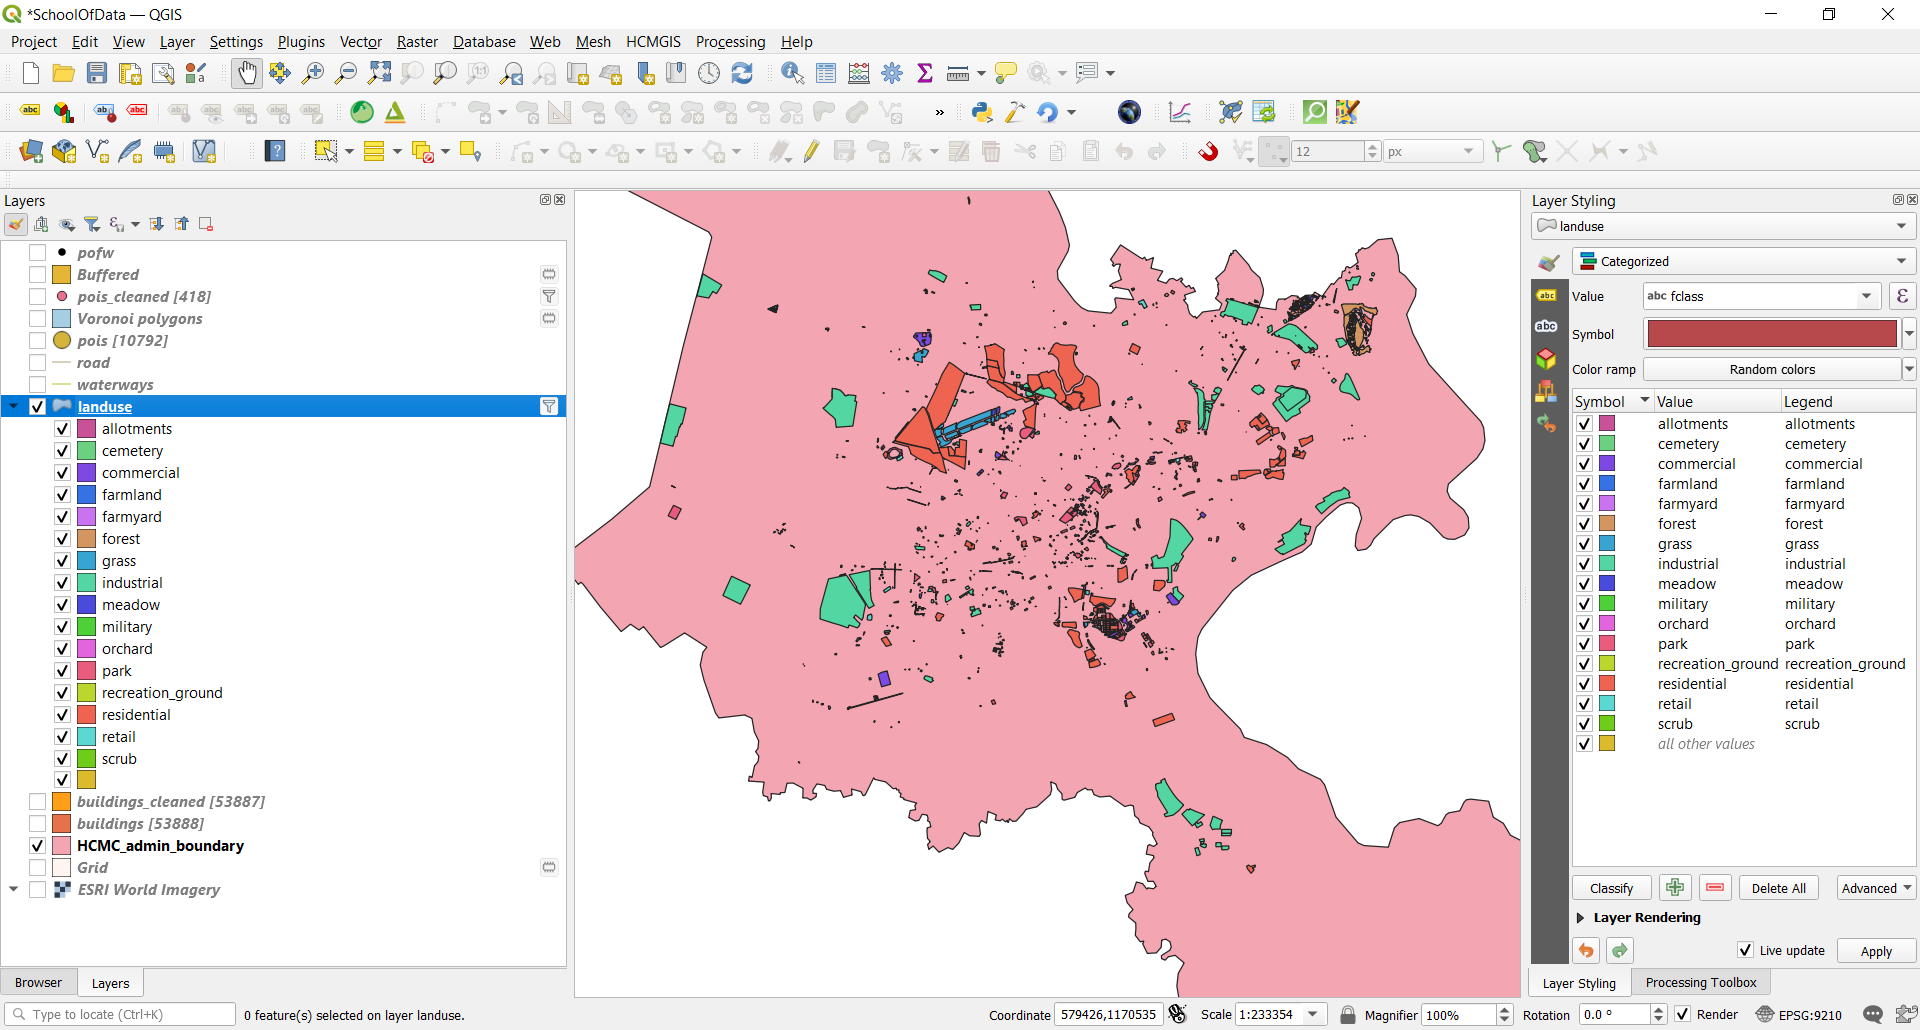 *SchoolOfData — QGIS
Project Edit View Layer Settings Plugins Vector Raster Database Web Mesh HCMGIS Processing Help
12 px
Layers
pofw
Buffered
pois_cleaned [418]
Voronoi polygons
pois [10792]
road
waterways
landuse
allotments
cemetery
commercial
farmland
farmyard
forest
grass
industrial
meadow
military
orchard
park
recreation_ground
residential
retail
scrub
buildings_cleaned [53887]
buildings [53888]
HCMC_admin_boundary
Grid
ESRI World Imagery
Browser Layers
Layer Styling
landuse
Categorized
Value abc fclass
Symbol
Color ramp Random colors
Symbol Value Legend
allotments allotments
cemetery cemetery
commercial commercial
farmland farmland
farmyard farmyard
forest forest
grass grass
industrial industrial
meadow meadow
military military
orchard orchard
park park
recreation_ground recreation_ground
residential residential
retail retail
scrub scrub
all other values
Classify Delete All Advanced
Layer Rendering
Live update Apply
Layer Styling Processing Toolbox
Type to locate (Ctrl+K) 0 feature(s) selected on layer landuse. Coordinate 579426,1170535 Scale 1:233354 Magnifier 100% Rotation 0.0 ° Render EPSG:9210